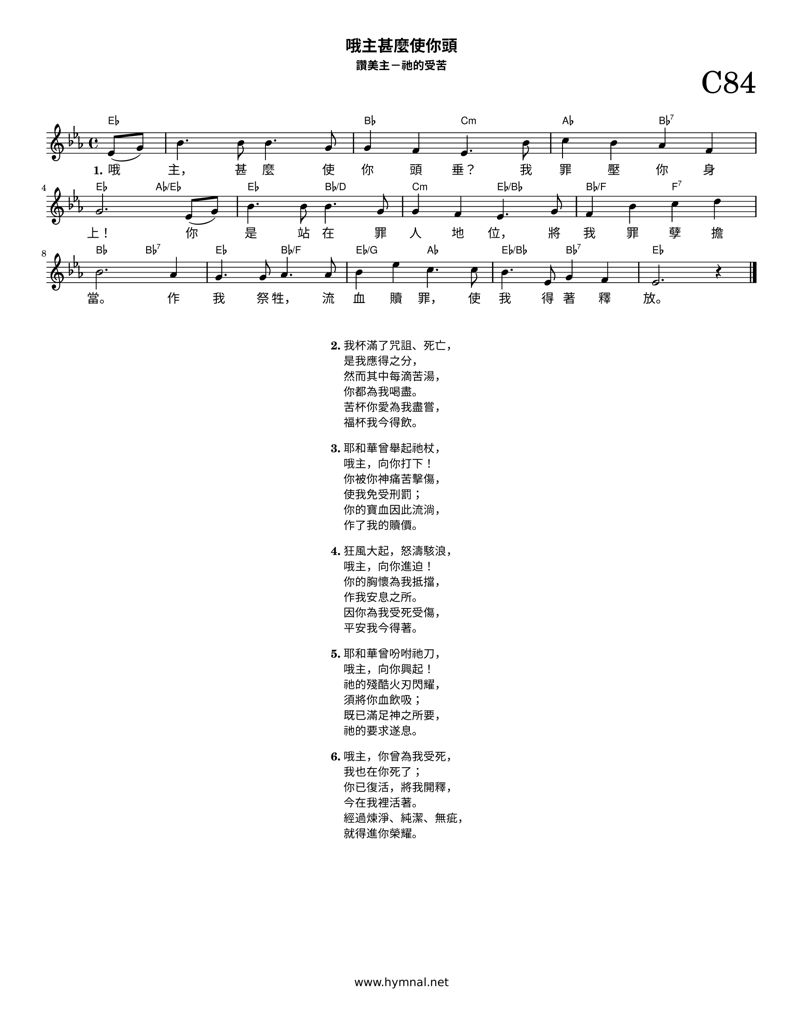 哦主甚麼使你頭
讚美主－祂的受苦
C84
E♭ B♭ Cm A♭ B♭7
1. 哦 主， 甚 麼 使 你 頭 垂？ 我 罪 壓 你 身
4 E♭ A♭/E♭ E♭ B♭/D Cm E♭/B♭ B♭/F F7
上！ 你 是 站 在 罪 人 地 位， 將 我 罪 孽 擔
8 B♭ B♭7 E♭ B♭/F E♭/G A♭ E♭/B♭ B♭7 E♭
當。 作 我 祭 牲， 流 血 贖 罪， 使 我 得 著 釋 放。
2. 我杯滿了咒詛、死亡，
是我應得之分，
然而其中每滴苦湯，
你都為我喝盡。
苦杯你愛為我盡嘗，
福杯我今得飲。
3. 耶和華曾舉起祂杖，
哦主，向你打下！
你被你神痛苦擊傷，
使我免受刑罰；
你的寶血因此流淌，
作了我的贖價。
4. 狂風大起，怒濤駭浪，
哦主，向你進迫！
你的胸懷為我抵擋，
作我安息之所。
因你為我受死受傷，
平安我今得著。
5. 耶和華曾吩咐祂刀，
哦主，向你興起！
祂的殘酷火刃閃耀，
須將你血飲吸；
既已滿足神之所要，
祂的要求遂息。
6. 哦主，你曾為我受死，
我也在你死了；
你已復活，將我開釋，
今在我裡活著。
經過煉淨、純潔、無疵，
就得進你榮耀。
www.hymnal.net